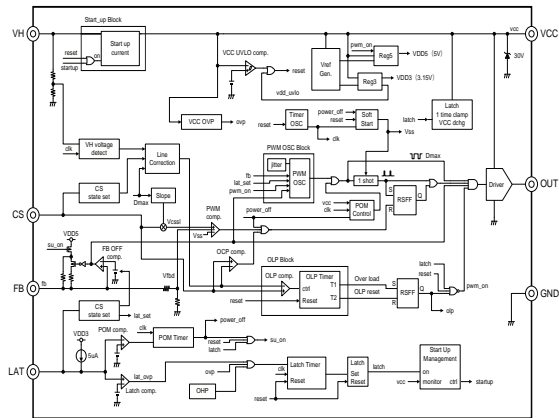 Start_up Block
VH
VCC
vcc
reset
startup
on
Start up
current
VCC UVLO comp.
reset
vdd_uvlo
Vref
Gen.
pwm_on
Reg5
VDD5 (5V)
Reg3
VDD3 (3.15V)
30V
VCC OVP
ovp
Timer
OSC
reset
clk
power_off
reset
Soft
Start
Vss
latch
Latch
1 time clamp
VCC dchg
clk
VH voltage
detect
Line
Correction
PWM OSC Block
jitter
PWM
OSC
fb
lat_set
pwm_on
Dmax
1 shot
S
R
RSFF
Q
Driver
OUT
vcc
clk
POM
Control
CS state
set
Dmax
Slope
Vcssl
PWM
comp.
Vss
power_off
CS
VDD5
su_on
FB OFF
comp.
OCP comp.
OLP Block
OLP comp.
OLP Timer
ctrl
T1
Reset
T2
reset
Over load
OLP reset
S
R
RSFF
Q
latch
reset
pwm_on
olp
FB
fb
Vfbd
GND
CS
state set
lat_set
VDD3
5uA
POM comp.
clk
POM Timer
power_off
reset
latch
su_on
LAT
lat_ovp
Latch comp.
ovp
OHP
clk
Latch Timer
Reset
reset
Latch
Set
Reset
latch
Start Up
Management
on
monitor
ctrl
vcc
startup